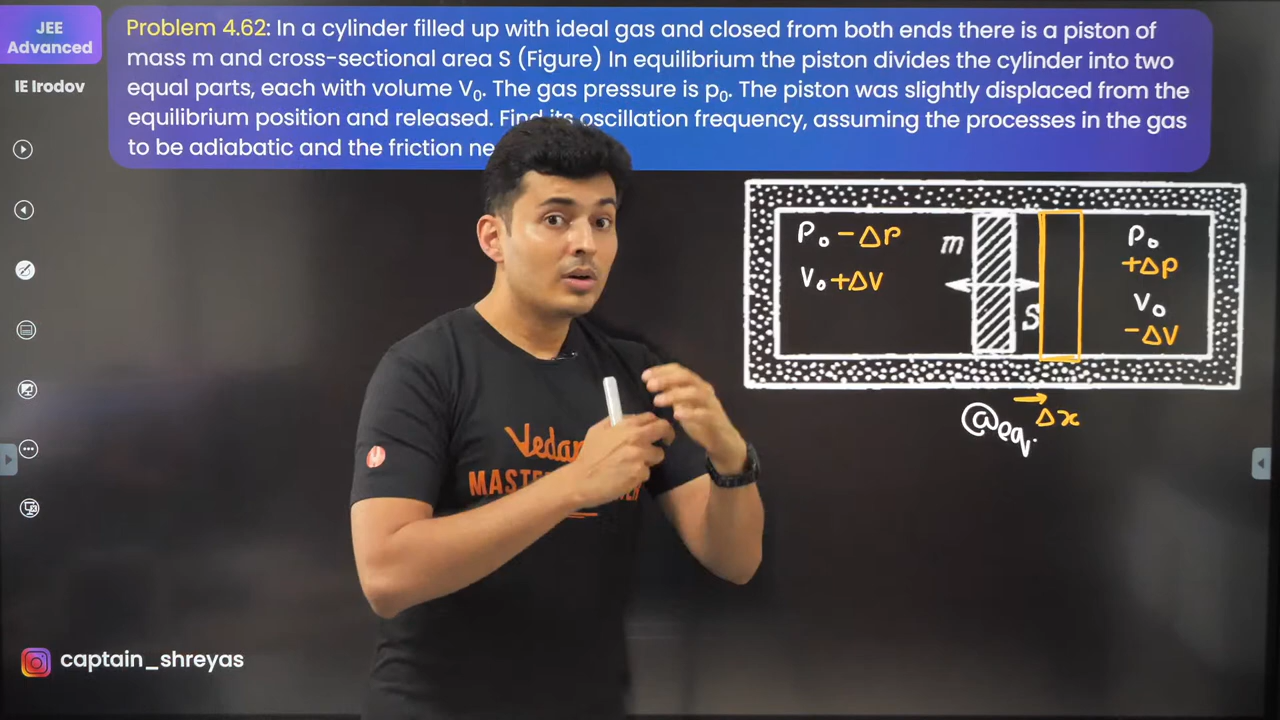 JEE
Advanced
IE Irodov
Problem 4.62: In a cylinder filled up with ideal gas and closed from both ends there is a piston of
mass m and cross-sectional area S (Figure) In equilibrium the piston divides the cylinder into two
equal parts, each with volume V₀. The gas pressure is p₀. The piston was slightly displaced from the
equilibrium position and released. Find its oscillation frequency, assuming the processes in the gas
to be adiabatic and the friction ne
P₀ - Δp
V₀ + ΔV
m
S
P₀
+Δp
V₀
-ΔV
@eq.
Δx
Vedan
MAS
captain_shreyas